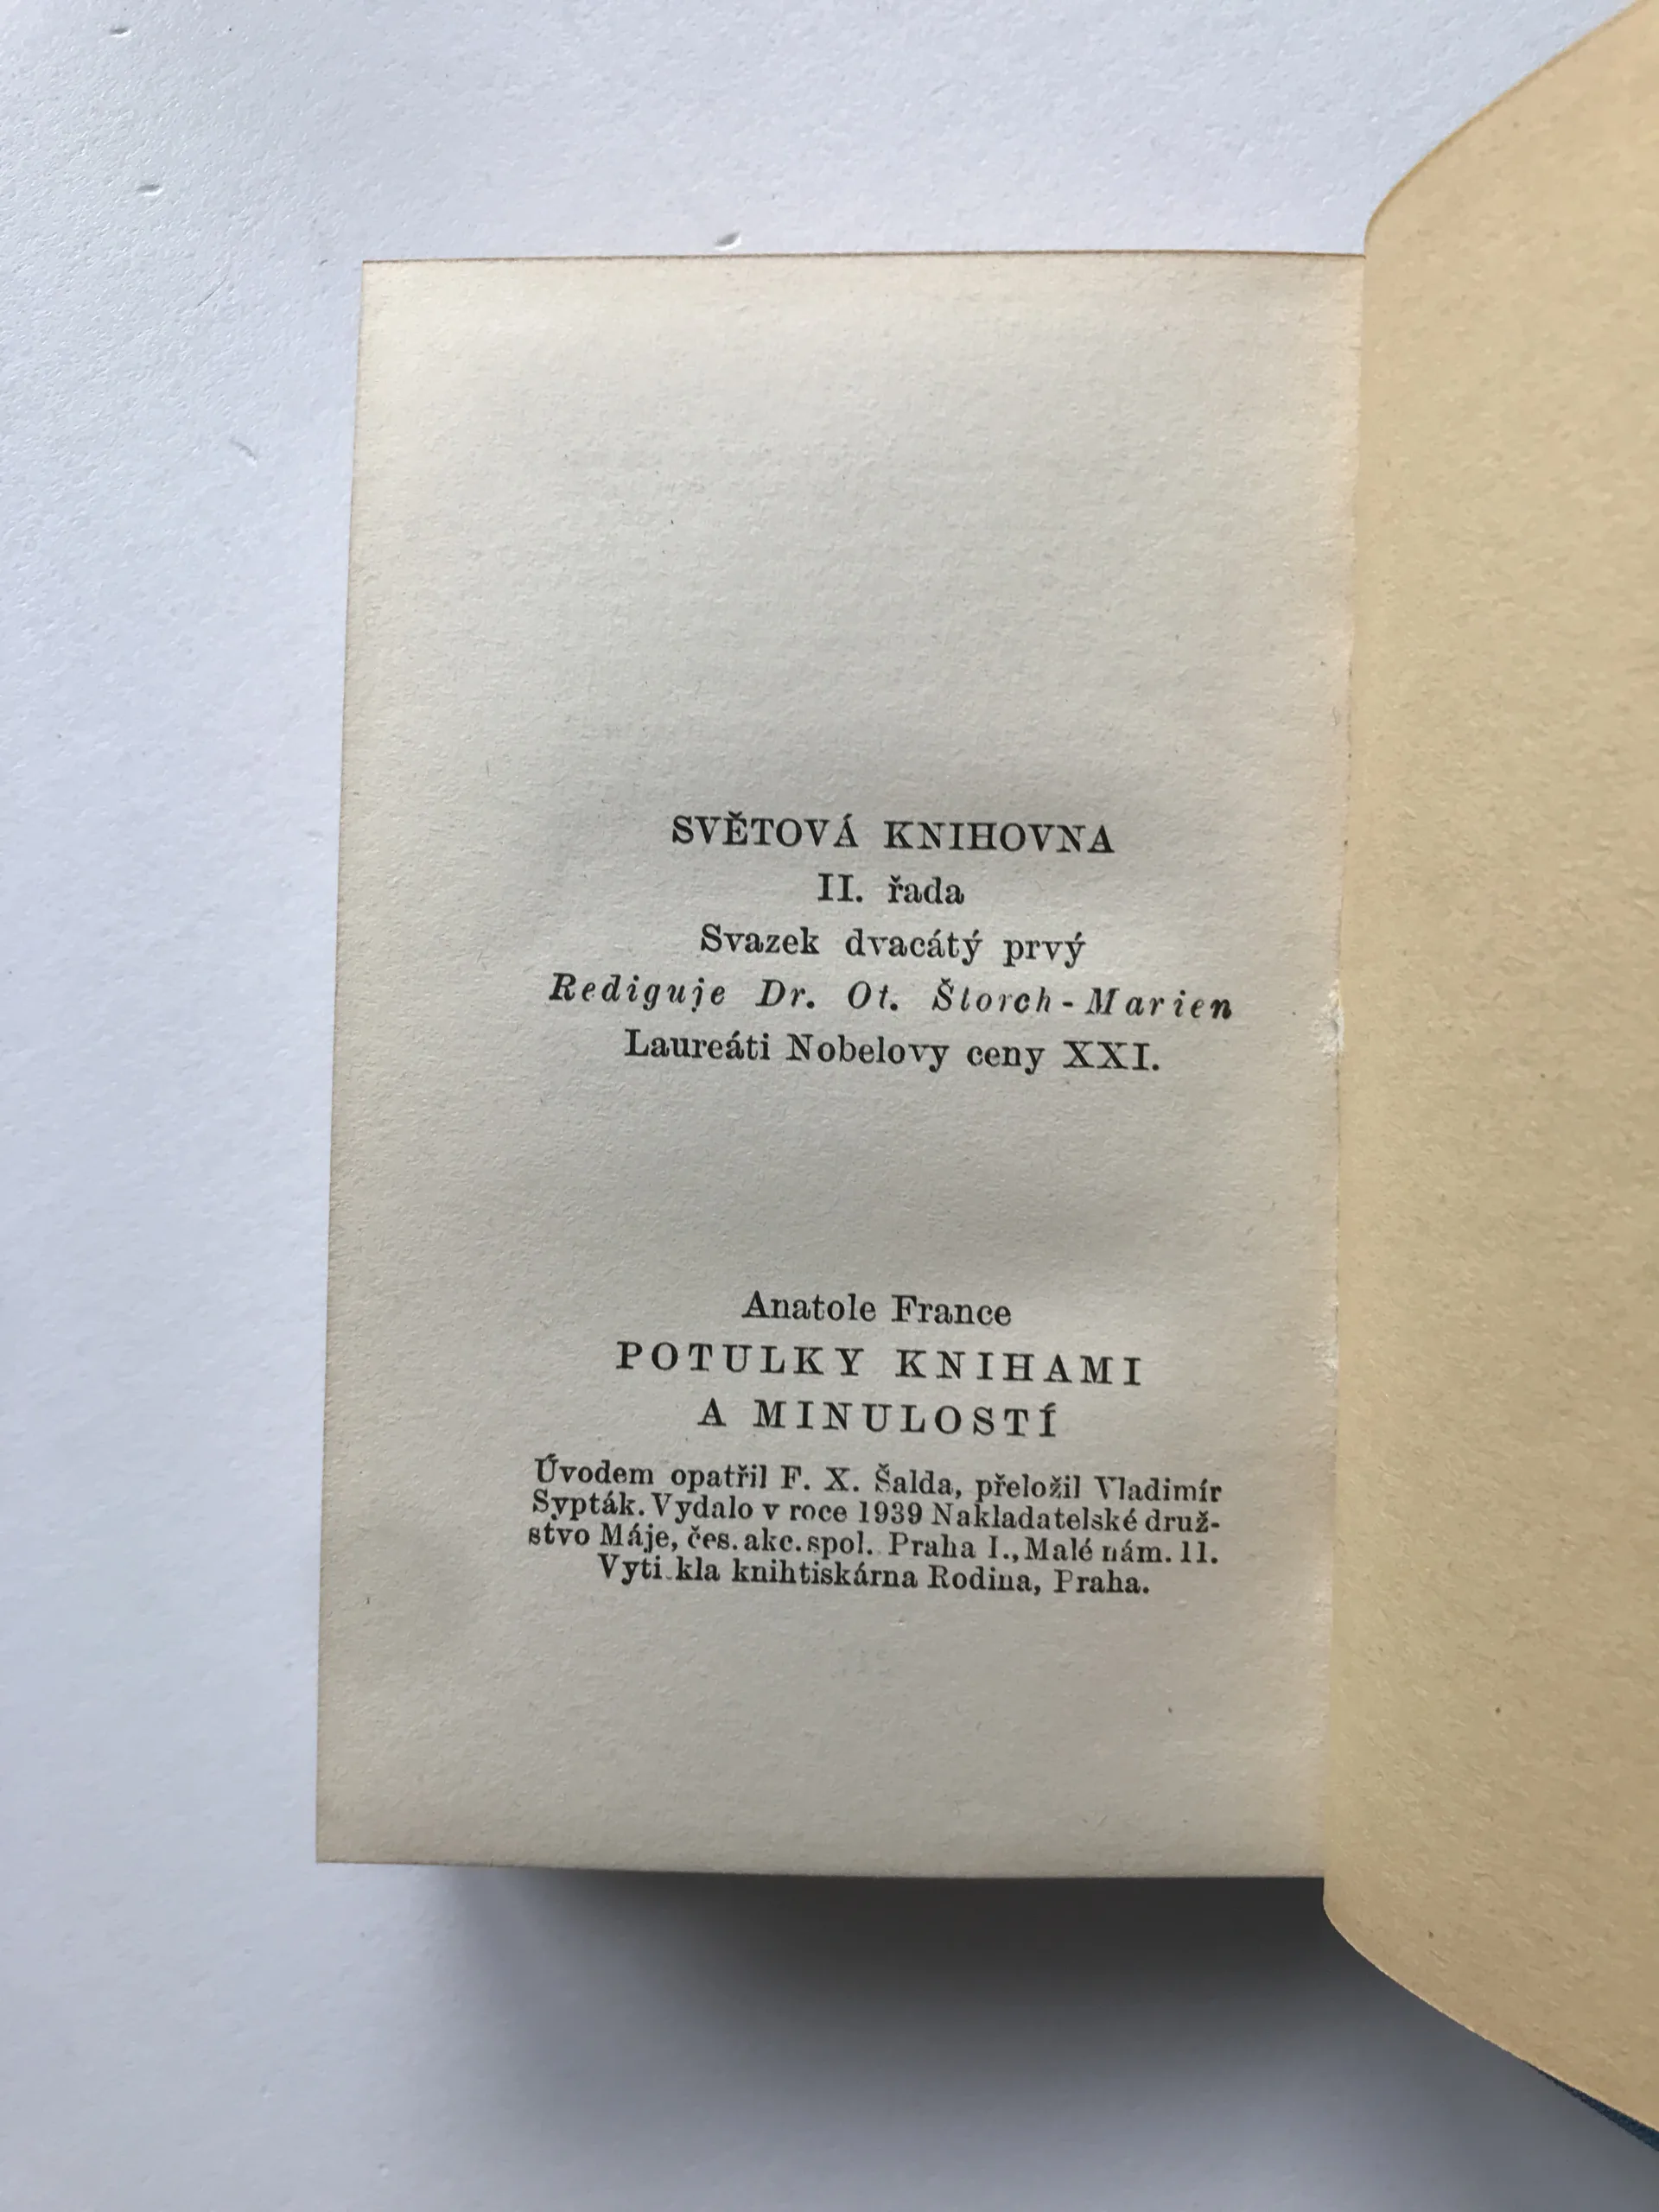 SVĚTOVÁ KNIHOVNA
II. řada
Svazek dvacátý prvý
Rediguje Dr. Ot. Štorch-Marien
Laureáti Nobelovy ceny XXI.
Anatole France
POTULKY KNIHAMI
A MINULOSTÍ
Úvodem opatřil F. X. Šalda, přeložil Vladimír
Sypták. Vydalo v roce 1939 Nakladatelské druž-
stvo Máje, čes. akc. spol. Praha I., Malé nám. 11.
Vyti kla knihtiskárna Rodina, Praha.